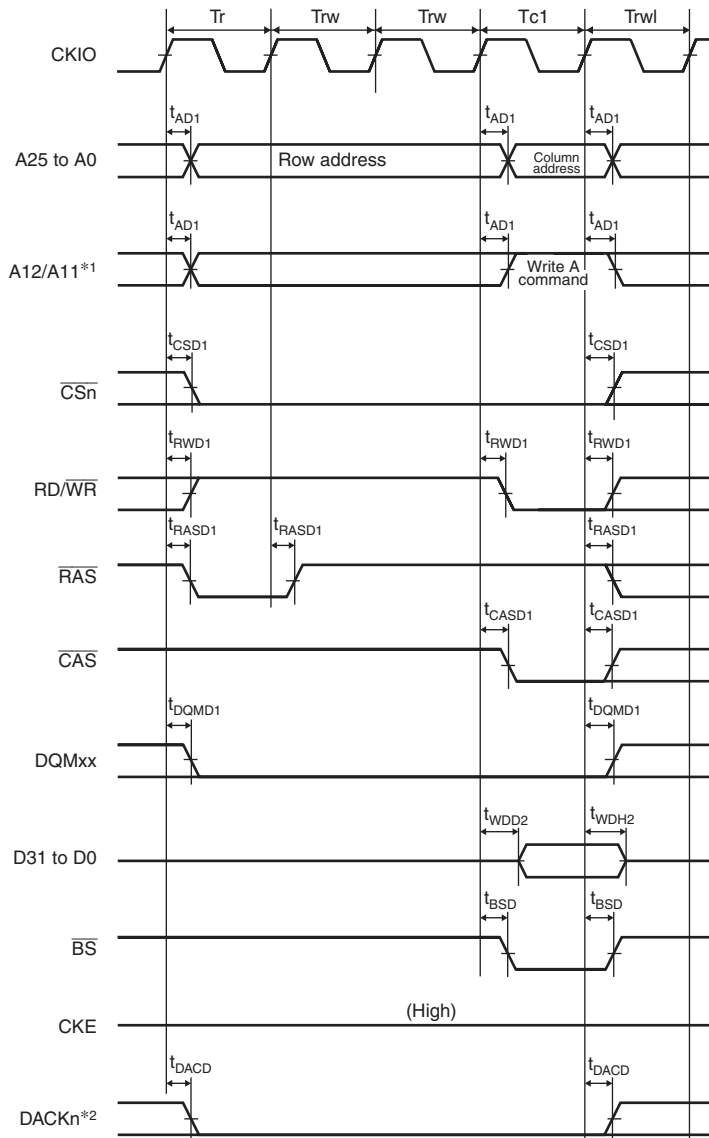 Tr Trw Trw Tc1 Trwl
CKIO
tAD1 tAD1 tAD1
A25 to A0 Row address Column address
tAD1 tAD1 tAD1
A12/A11*1 Write A command
tCSD1 tCSD1
CSn
tRWD1 tRWD1 tRWD1
RD/WR
tRASD1 tRASD1 tRASD1
RAS
tCASD1 tCASD1
CAS
tDQMD1 tDQMD1
DQMxx
tWDD2 tWDH2
D31 to D0
tBSD tBSD
BS
(High)
CKE
tDACD tDACD
DACKn*2